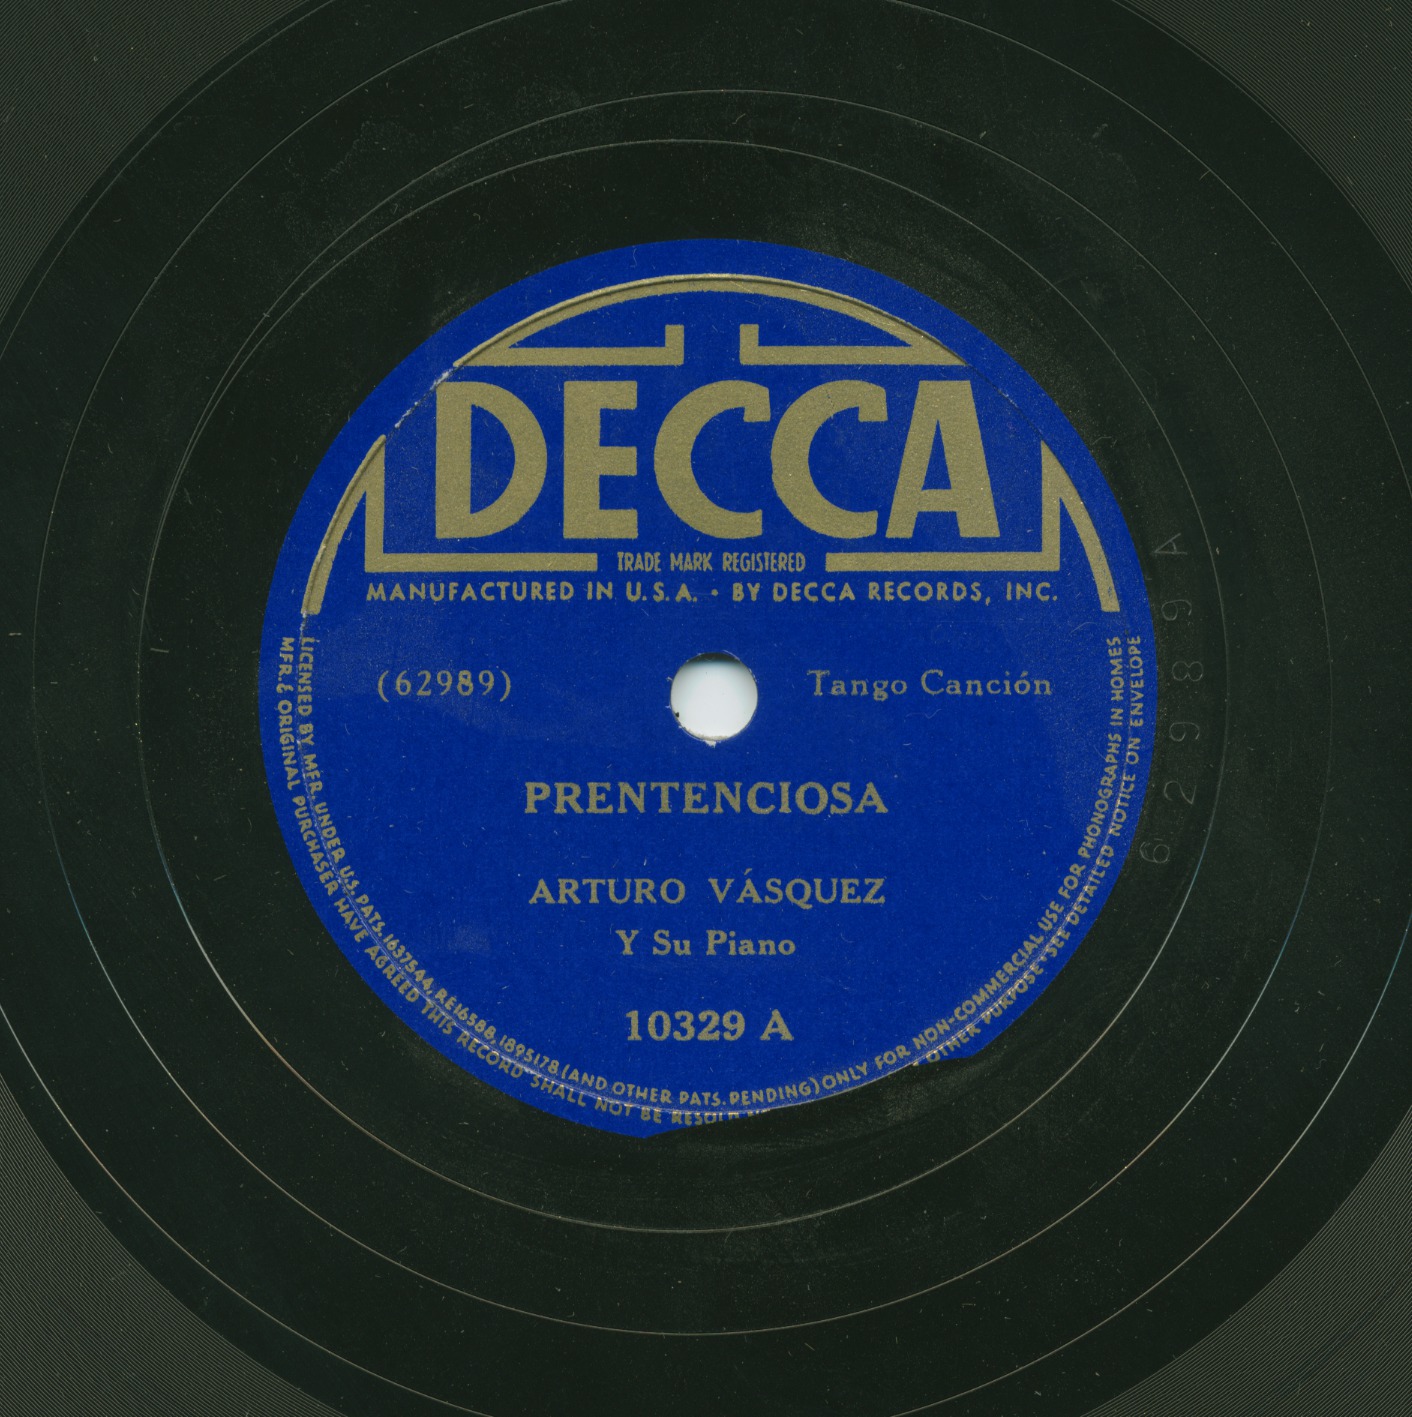 DECCA
TRADE MARK REGISTERED
MANUFACTURED IN U.S.A. · BY DECCA RECORDS, INC.
(62989)
Tango Canción
PRENTENCIOSA
ARTURO VÁSQUEZ
Y Su Piano
10329 A
LICENSED BY MFR. UNDER U.S. PATS. 1637544, RE16588, 1895178 (AND OTHER PATS. PENDING) ONLY FOR NON-COMMERCIAL USE FOR PHONOGRAPHS IN HOMES
MFR. & ORIGINAL PURCHASER HAVE AGREED THIS RECORD SHALL NOT BE RESOLD OTHER PURPOSE · SEE DETAILED NOTICE ON ENVELOPE
62989 A